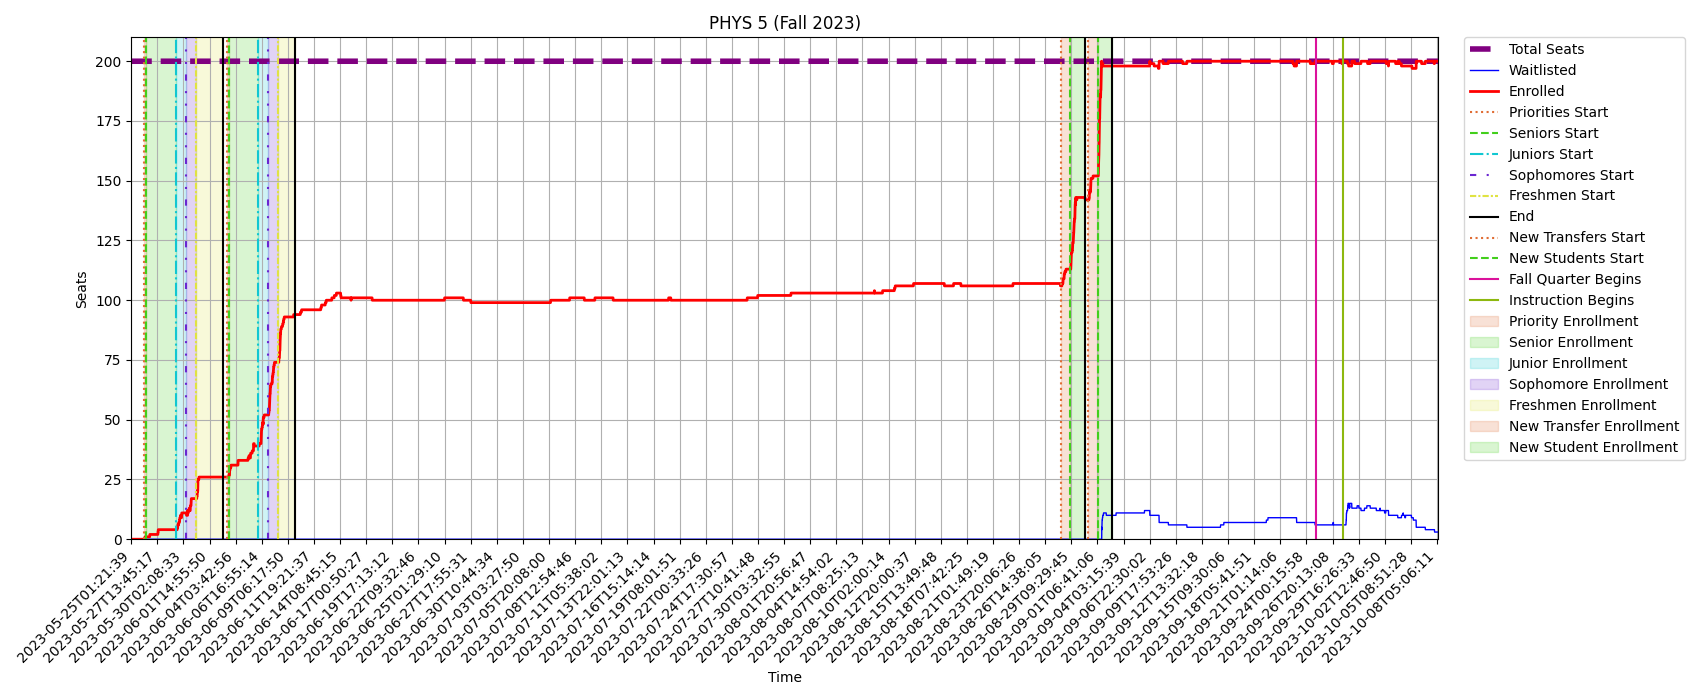 PHYS 5 (Fall 2023)
Seats
200
175
150
125
100
75
50
25
0
2023-05-25T01:21:39
2023-05-27T13:45:17
2023-05-30T02:08:33
2023-06-01T14:55:50
2023-06-04T03:42:56
2023-06-06T16:55:14
2023-06-09T06:17:50
2023-06-11T19:21:37
2023-06-14T08:45:15
2023-06-17T00:50:27
2023-06-19T17:13:12
2023-06-22T09:32:46
2023-06-25T01:29:10
2023-06-27T17:55:31
2023-06-30T10:44:34
2023-07-03T03:27:50
2023-07-05T20:08:00
2023-07-08T12:54:46
2023-07-11T05:38:02
2023-07-13T22:01:13
2023-07-16T15:14:14
2023-07-19T08:01:51
2023-07-22T00:33:26
2023-07-24T17:30:57
2023-07-27T10:41:48
2023-07-30T03:32:55
2023-08-01T20:56:47
2023-08-04T14:54:02
2023-08-07T08:25:13
2023-08-10T02:00:14
2023-08-12T20:00:37
2023-08-15T13:49:48
2023-08-18T07:42:25
2023-08-21T01:49:19
2023-08-23T20:06:26
2023-08-26T14:38:05
2023-08-29T09:29:45
2023-09-01T06:41:06
2023-09-04T03:15:39
2023-09-06T22:30:02
2023-09-09T17:53:26
2023-09-12T13:32:18
2023-09-15T09:30:06
2023-09-18T05:41:51
2023-09-21T01:14:06
2023-09-24T00:15:58
2023-09-26T20:13:08
2023-09-29T16:26:33
2023-10-02T12:46:50
2023-10-05T08:51:28
2023-10-08T05:06:11
Time
Total Seats
Waitlisted
Enrolled
Priorities Start
Seniors Start
Juniors Start
Sophomores Start
Freshmen Start
End
New Transfers Start
New Students Start
Fall Quarter Begins
Instruction Begins
Priority Enrollment
Senior Enrollment
Junior Enrollment
Sophomore Enrollment
Freshmen Enrollment
New Transfer Enrollment
New Student Enrollment